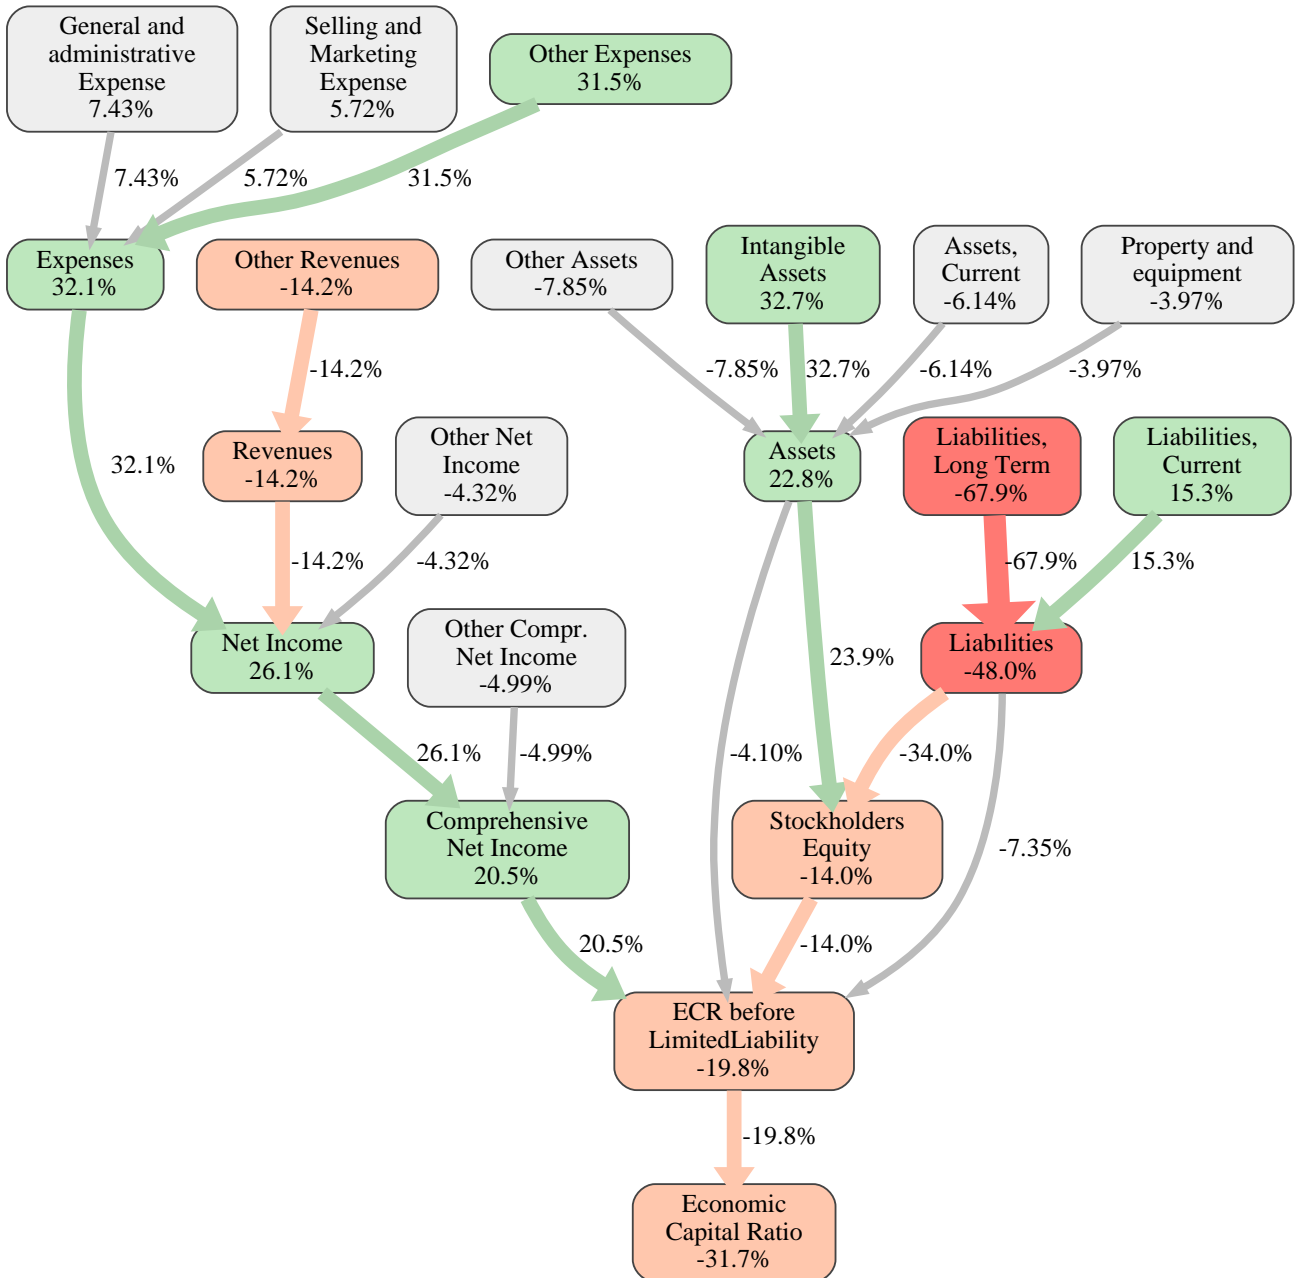 General and
administrative
Expense
7.43%
Selling and
Marketing
Expense
5.72%
Other Expenses
31.5%
7.43%
5.72%
31.5%
Expenses
32.1%
Other Revenues
-14.2%
Other Assets
-7.85%
Intangible
Assets
32.7%
Assets,
Current
-6.14%
Property and
equipment
-3.97%
-14.2%
-7.85%
32.7%
-6.14%
-3.97%
Revenues
-14.2%
Other Net
Income
-4.32%
Assets
22.8%
Liabilities,
Long Term
-67.9%
Liabilities,
Current
15.3%
32.1%
-14.2%
-4.32%
-67.9%
15.3%
Net Income
26.1%
Other Compr.
Net Income
-4.99%
23.9%
Liabilities
-48.0%
26.1%
-4.99%
-4.10%
-34.0%
Comprehensive
Net Income
20.5%
Stockholders
Equity
-14.0%
-7.35%
20.5%
-14.0%
ECR before
LimitedLiability
-19.8%
-19.8%
Economic
Capital Ratio
-31.7%